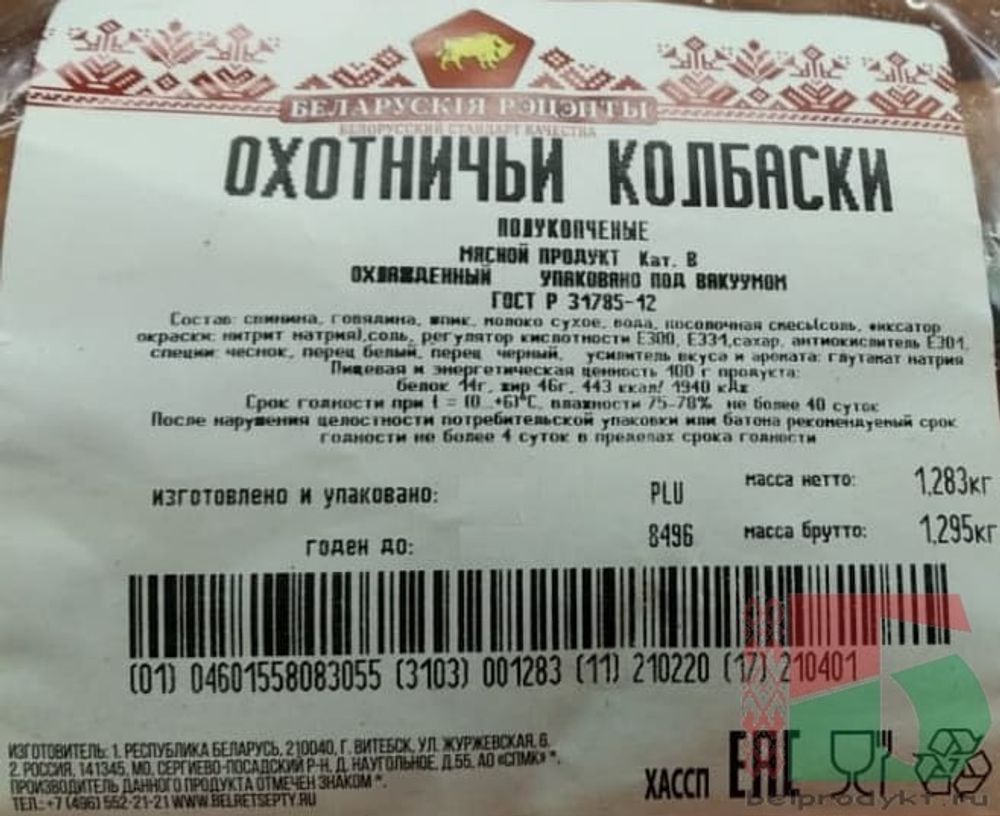 БЕЛАРУСКІЯ РЭЦЭПТЫ
БЕЛОРУССКИЙ СТАНДАРТ КАЧЕСТВА
ОХОТНИЧЬИ КОЛБАСКИ
ПОЛУКОПЧЕНЫЕ
МЯСНОЙ ПРОДУКТ Кат. В
ОХЛАЖДЕННЫЙ УПАКОВАНО ПОД ВАКУУМОМ
ГОСТ Р 31785-12
Состав: свинина, говядина, шпик, молоко сухое, вода, посолочная смесь(соль, фиксатор
окраски: нитрит натрия),соль, регулятор кислотности Е300, Е331,сахар, антиокислитель Е301,
специи: чеснок, перец белый, перец черный, усилитель вкуса и аромата: глутамат натрия
Пищевая и энергетическая ценность 100 г продукта:
белок 14г, жир 46г, 443 ккал/ 1940 кДж
Срок годности при t = (0...+6)°С, влажности 75-78% не более 40 суток
После нарушения целостности потребительской упаковки или батона рекомендуемый срок
годности не более 4 суток в пределах срока годности
изготовлено и упаковано: PLU масса нетто: 1,283кг
годен до: 8496 масса брутто: 1,295кг
(01) 04601558083055 (3103) 001283 (11) 210220 (17) 210401
ИЗГОТОВИТЕЛЬ: 1. РЕСПУБЛИКА БЕЛАРУСЬ, 210040, Г. ВИТЕБСК, УЛ. ЖУРЖЕВСКАЯ, 6.
2. РОССИЯ, 141345, МО, СЕРГИЕВО-ПОСАДСКИЙ Р-Н, Д. НАУГОЛЬНОЕ, Д.55, АО «СПМК» *.
ПРОИЗВОДИТЕЛЬ ДАННОГО ПРОДУКТА ОТМЕЧЕН ЗНАКОМ *.
ТЕЛ.: +7 (496) 552-21-21 WWW.BELRETSEPTY.RU
ХАССП EAC
belprodykt.ru